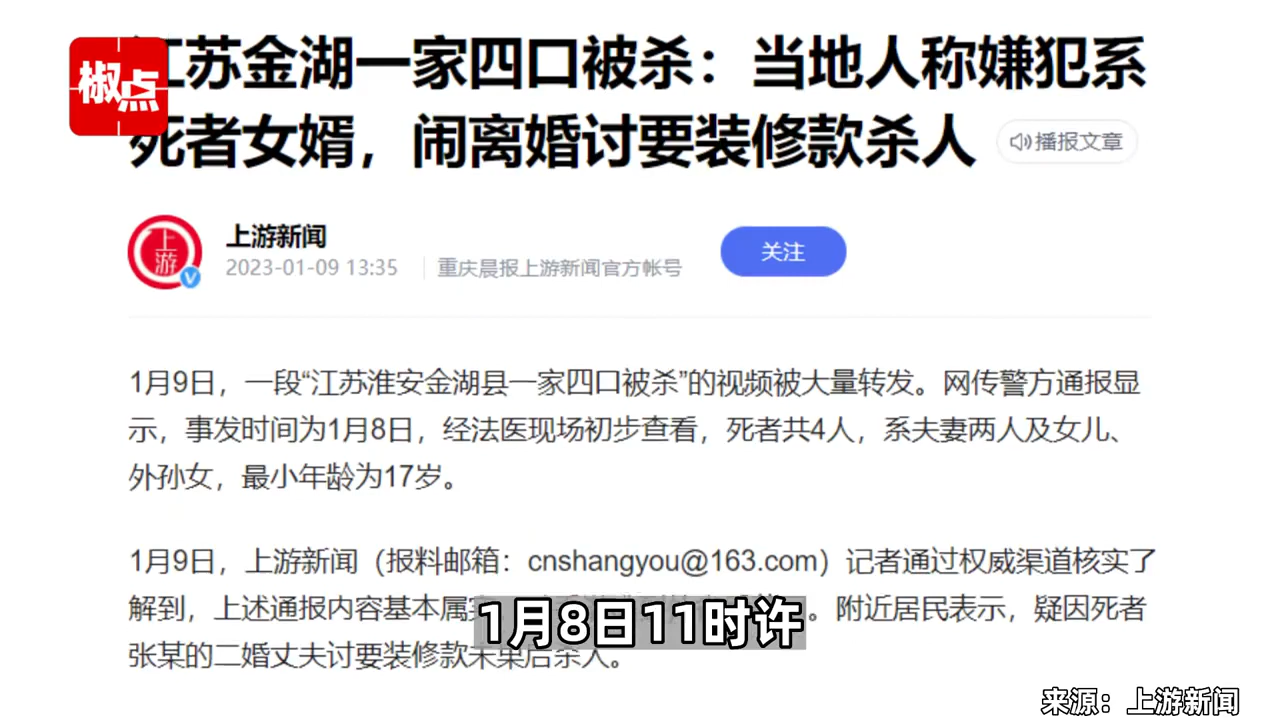 椒点
江苏金湖一家四口被杀：当地人称嫌犯系
死者女婿，闹离婚讨要装修款杀人
播报文章
上游
上游新闻
2023-01-09 13:35
重庆晨报上游新闻官方帐号
关注
1月9日，一段“江苏淮安金湖县一家四口被杀”的视频被大量转发。网传警方通报显
示，事发时间为1月8日，经法医现场初步查看，死者共4人，系夫妻两人及女儿、
外孙女，最小年龄为17岁。
1月9日，上游新闻（报料邮箱：cnshangyou@163.com）记者通过权威渠道核实了
解到，上述通报内容基本属实。附近居民表示，疑因死者
1月8日11时许
张某的二婚丈夫讨要装修款未果后杀人。
来源：上游新闻